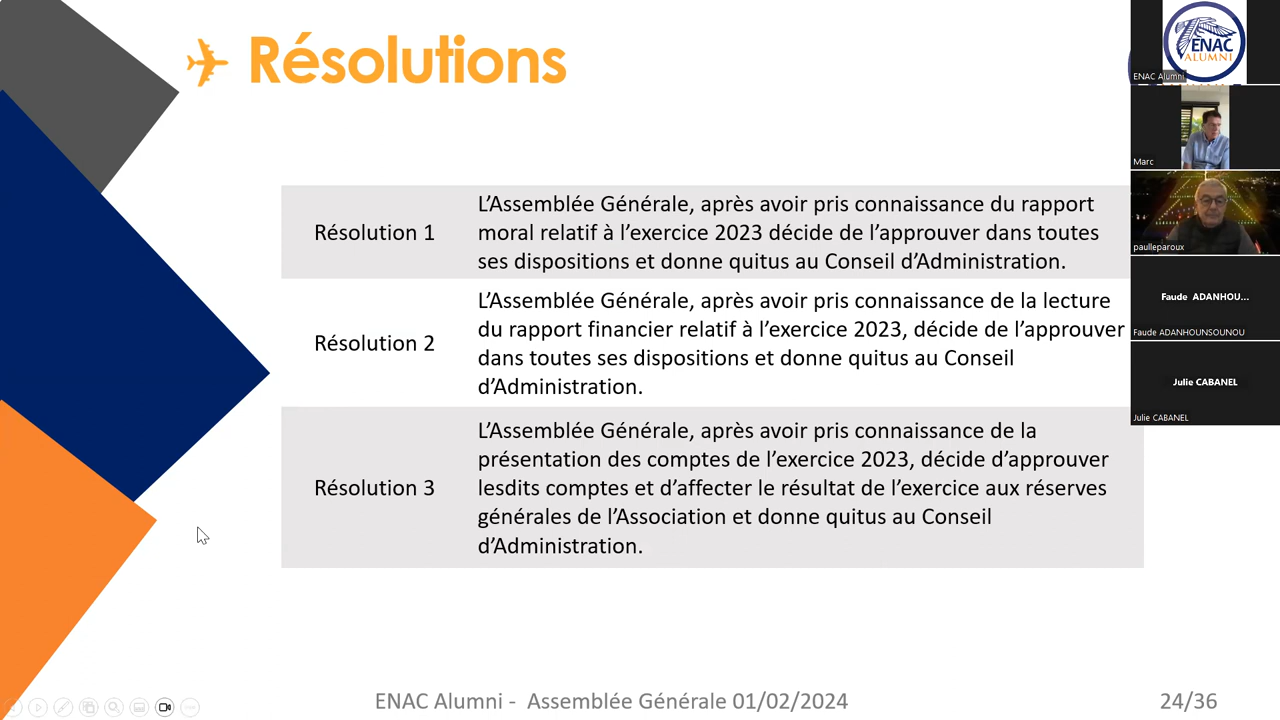 Résolutions
Résolution 1
L’Assemblée Générale, après avoir pris connaissance du rapport
moral relatif à l’exercice 2023 décide de l’approuver dans toutes
ses dispositions et donne quitus au Conseil d’Administration.
Résolution 2
L’Assemblée Générale, après avoir pris connaissance de la lecture
du rapport financier relatif à l’exercice 2023, décide de l’approuver
dans toutes ses dispositions et donne quitus au Conseil
d’Administration.
Résolution 3
L’Assemblée Générale, après avoir pris connaissance de la
présentation des comptes de l’exercice 2023, décide d’approuver
lesdits comptes et d’affecter le résultat de l’exercice aux réserves
générales de l’Association et donne quitus au Conseil
d’Administration.
ENAC Alumni - Assemblée Générale 01/02/2024
24/36
ENAC
ALUMNI
ENAC Alumni
Marc
paulleparoux
Faude ADANHOU...
Faude ADANHOUNSOUNOU
Julie CABANEL
Julie CABANEL